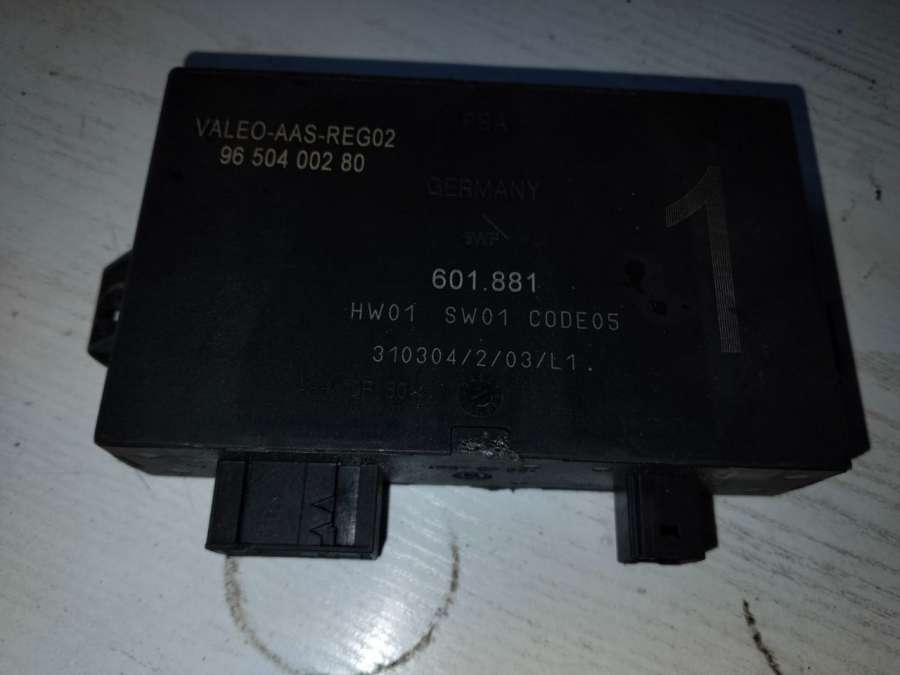 VALEO-AAS-REG02
96 504 002 80
PSA
GERMANY
1
601.881
HW01 SW01 CODE05
310304/2/03/L1.